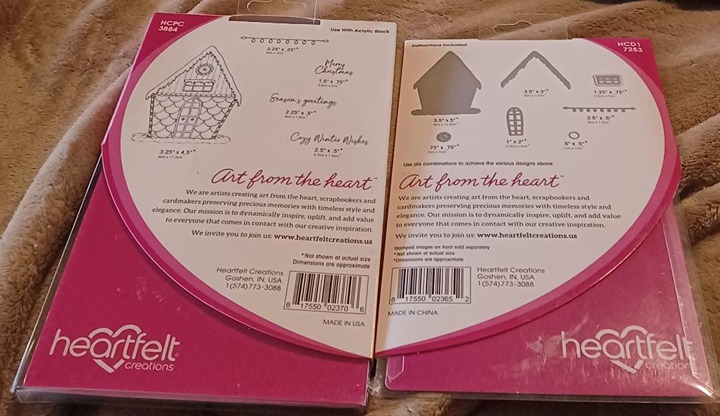 HCPC
3884
Use With Acrylic Block
3.25" x .25"*
Merry
Christmas
1.5" x .75"*
Season's greetings
2.25" x .5"*
Cozy Winter Wishes
2.5" x .5"*
3.25" x 4.5"*
Art from the heart™
We are artists creating art from the heart, scrapbookers and
cardmakers preserving precious memories with timeless style and
elegance. Our mission is to dynamically inspire, uplift, and add value
to everyone that comes in contact with our creative inspiration.
We invite you to join us: www.heartfeltcreations.us
*Not shown at actual size
*Dimensions are approximate
Heartfelt Creations
Goshen, IN, USA
1(574)773-3088
8 17550 02370 6
MADE IN USA
heartfelt
creations
Instructions Included
HCD1
7253
3.5" x 5"*
3.5" x 3"*
1.25" x .75"*
3.5" x .5"*
.75" x .75"*
1" x 2"*
.5" x .5"*
Use die combinations to achieve the various designs above.
Art from the heart™
We are artists creating art from the heart, scrapbookers and
cardmakers preserving precious memories with timeless style and
elegance. Our mission is to dynamically inspire, uplift, and add value
to everyone that comes in contact with our creative inspiration.
We invite you to join us: www.heartfeltcreations.us
Stamped images on front sold separately
*Not shown at actual size
*Dimensions are approximate
Heartfelt Creations
Goshen, IN, USA
1(574)773-3088
8 17550 02365 2
MADE IN CHINA
heartfelt
creations